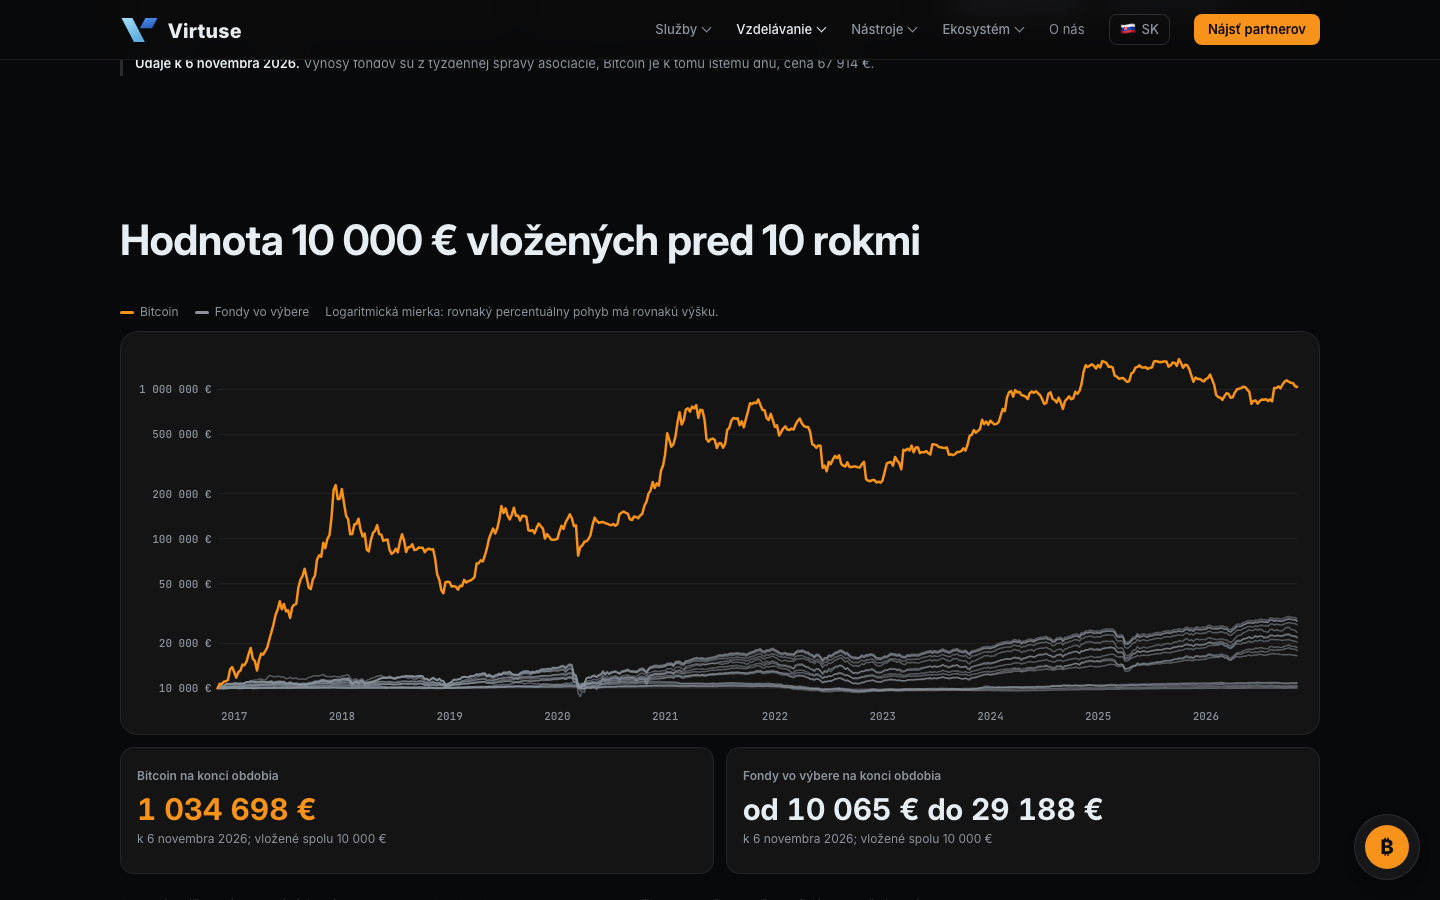 Virtuse
Služby
Vzdelávanie
Nástroje
Ekosystém
O nás
SK
Nájsť partnerov
Údaje k 6 novembra 2026. Výnosy fondov sú z týždennej správy asociácie, Bitcoin je k tomu istému dňu, cena 67 914 €.
Hodnota 10 000 € vložených pred 10 rokmi
Bitcoin
Fondy vo výbere
Logaritmická mierka: rovnaký percentuálny pohyb má rovnakú výšku.
1 000 000 €
500 000 €
200 000 €
100 000 €
50 000 €
20 000 €
10 000 €
2017 2018 2019 2020 2021 2022 2023 2024 2025 2026
Bitcoin na konci obdobia
1 034 698 €
k 6 novembra 2026; vložené spolu 10 000 €
Fondy vo výbere na konci obdobia
od 10 065 € do 29 188 €
k 6 novembra 2026; vložené spolu 10 000 €